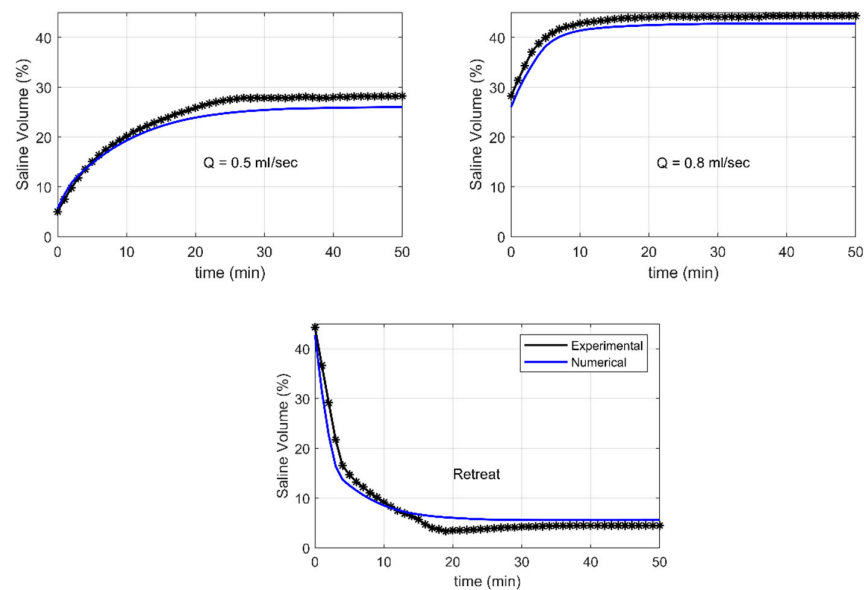 Saline Volume (%)
40
30
20
10
0
Q = 0.5 ml/sec
0 10 20 30 40 50
time (min)
Saline Volume (%)
40
30
20
10
0
Q = 0.8 ml/sec
0 10 20 30 40 50
time (min)
Saline Volume (%)
40
30
20
10
0
Experimental
Numerical
Retreat
0 10 20 30 40 50
time (min)